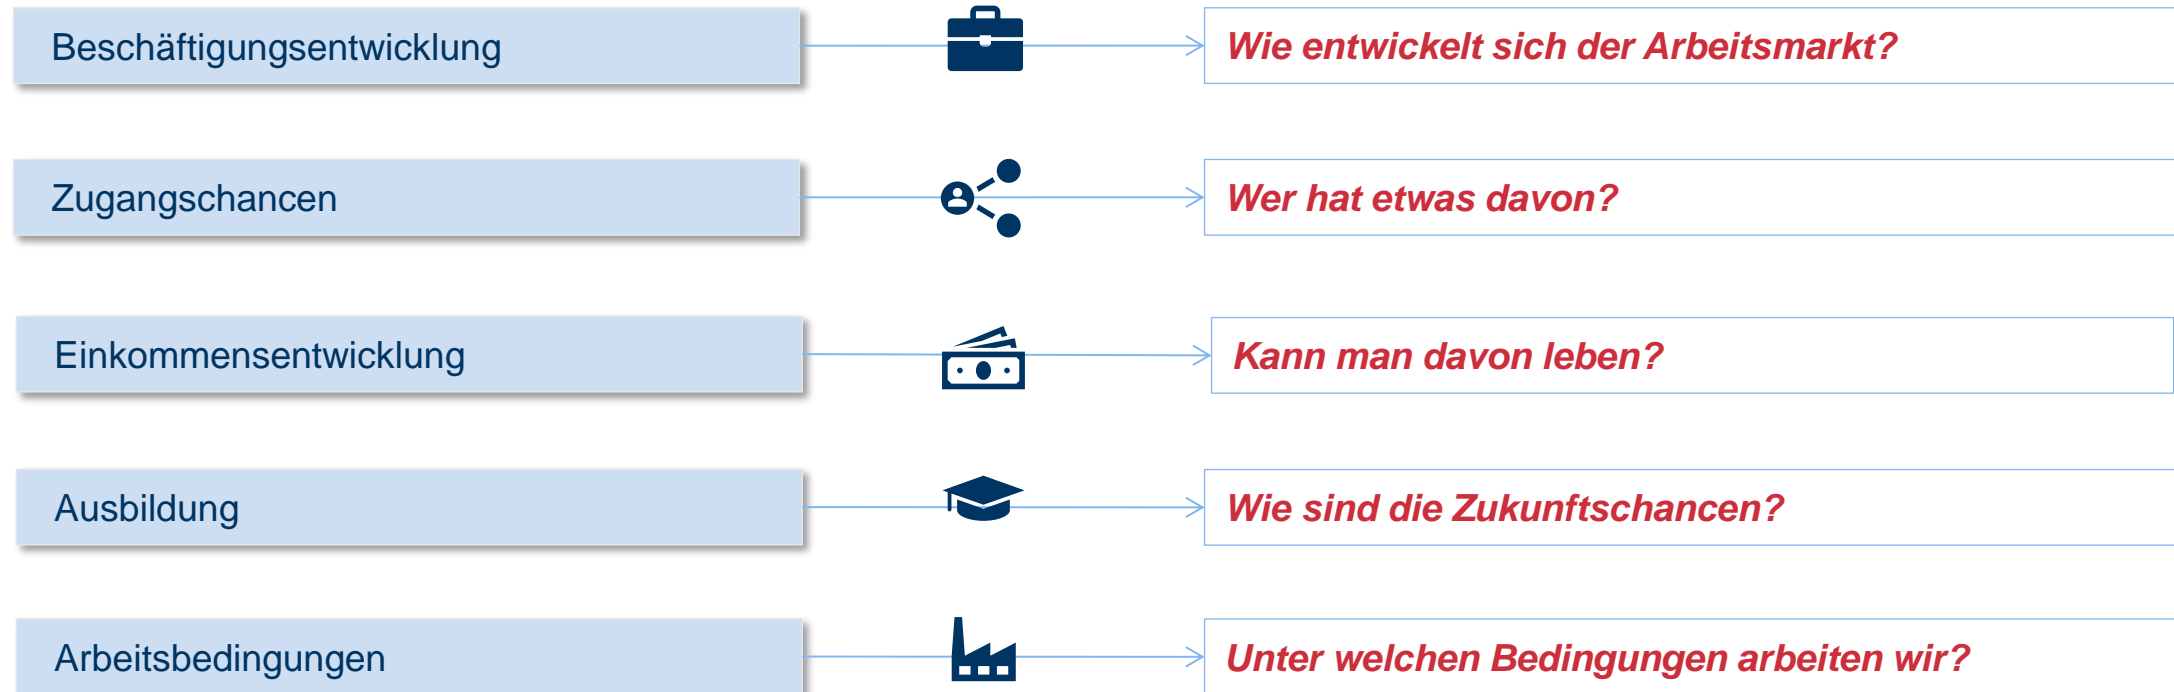 Beschäftigungsentwicklung
Wie entwickelt sich der Arbeitsmarkt?
Zugangschancen
Wer hat etwas davon?
Einkommensentwicklung
Kann man davon leben?
Ausbildung
Wie sind die Zukunftschancen?
Arbeitsbedingungen
Unter welchen Bedingungen arbeiten wir?